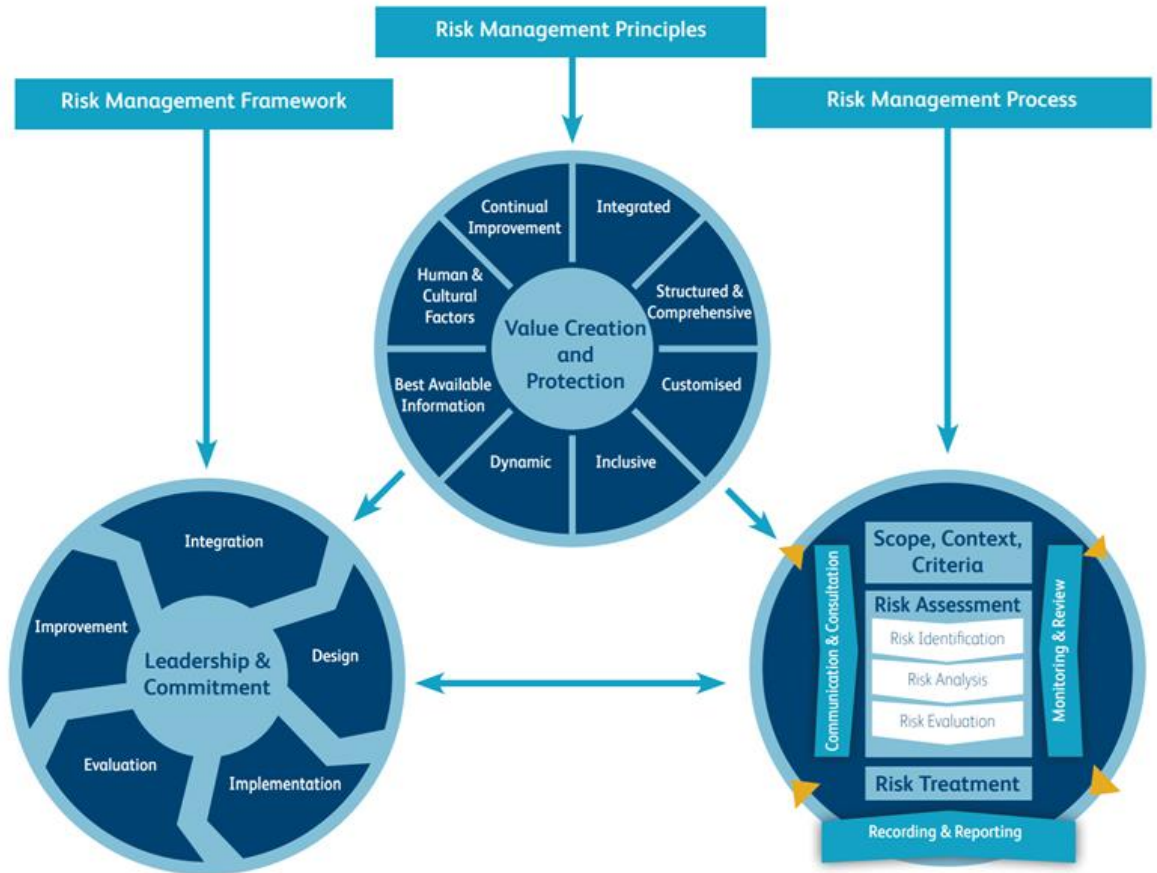 Risk Management Principles
Risk Management Framework
Risk Management Process
Continual
Improvement
Integrated
Human &
Cultural
Factors
Structured &
Comprehensive
Value Creation
and
Protection
Best Available
Information
Customised
Dynamic
Inclusive
Integration
Improvement
Design
Leadership &
Commitment
Evaluation
Implementation
Scope, Context,
Criteria
Communication & Consultation
Risk Assessment
Risk Identification
Risk Analysis
Risk Evaluation
Monitoring & Review
Risk Treatment
Recording & Reporting